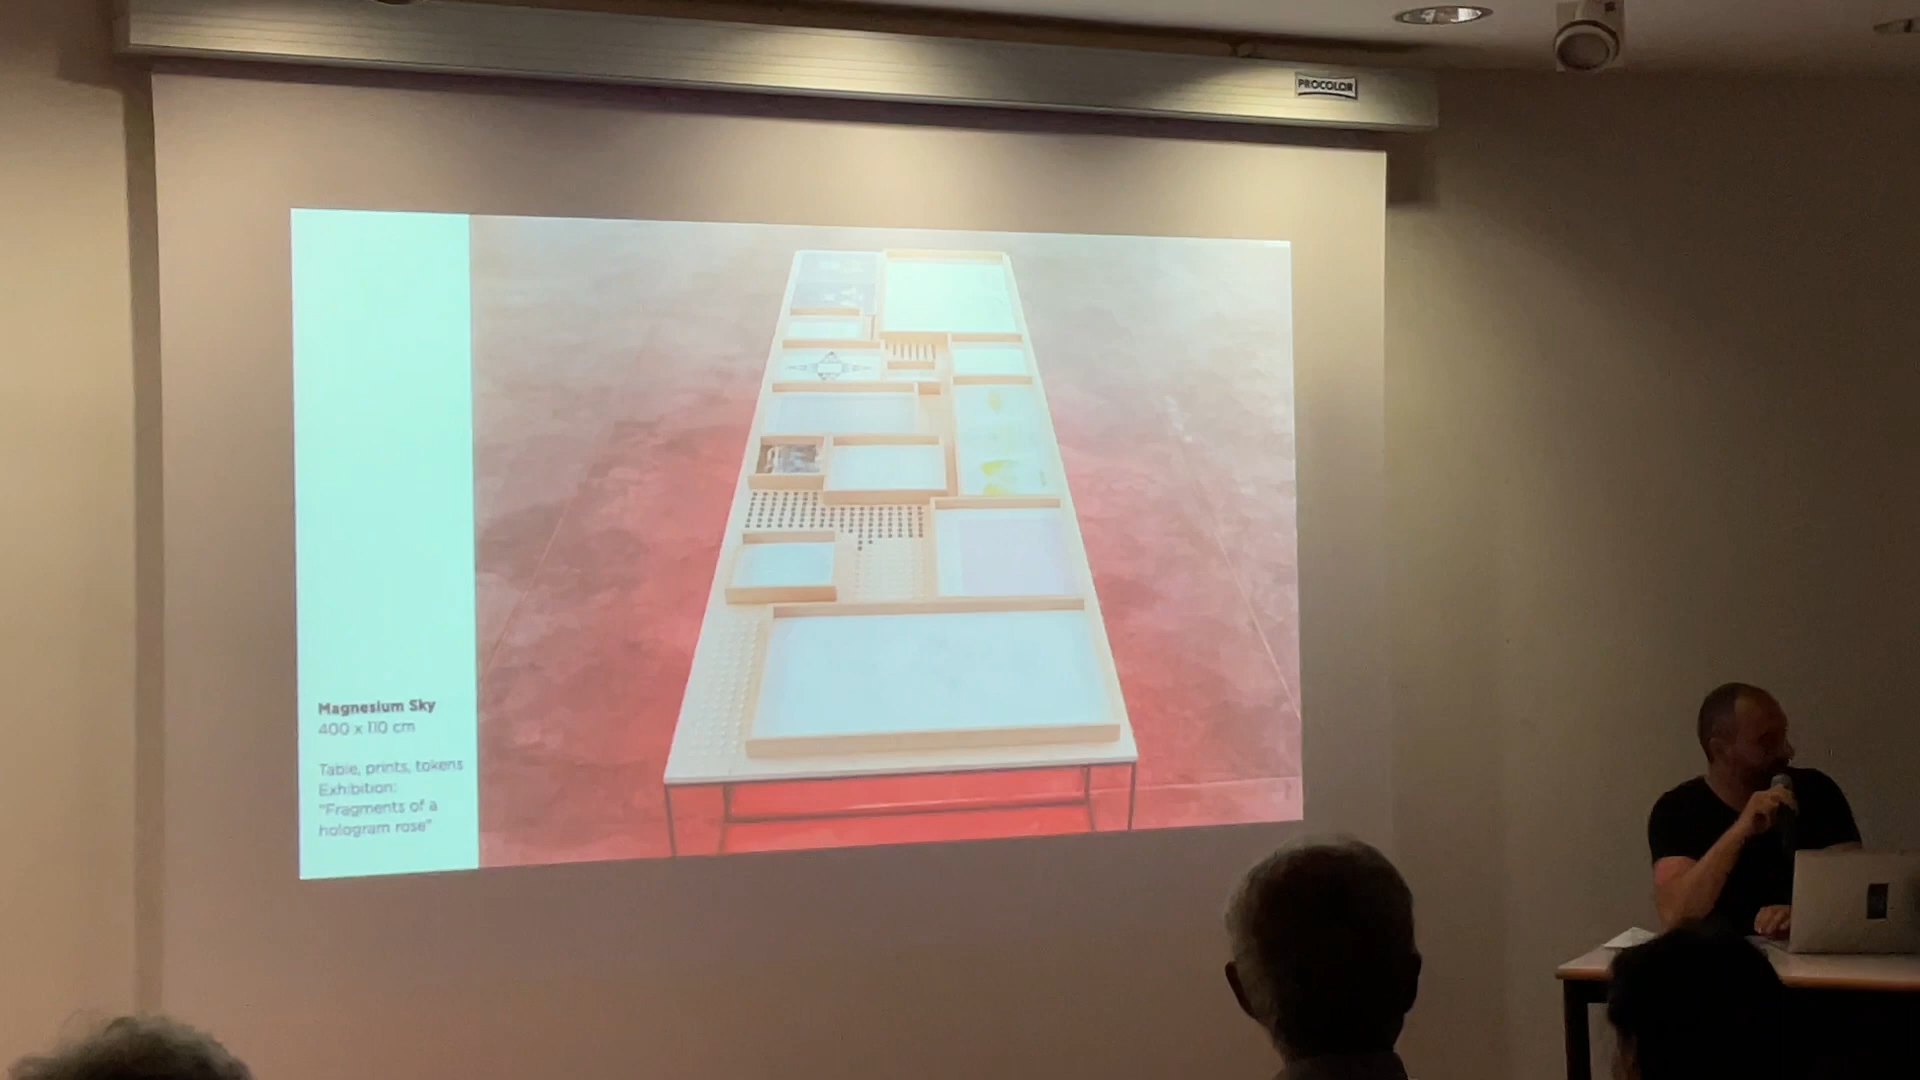 PROCOLOR
Magnesium Sky
400 x 110 cm
Table, prints, tokens
Exhibition:
"Fragments of a
hologram rose"